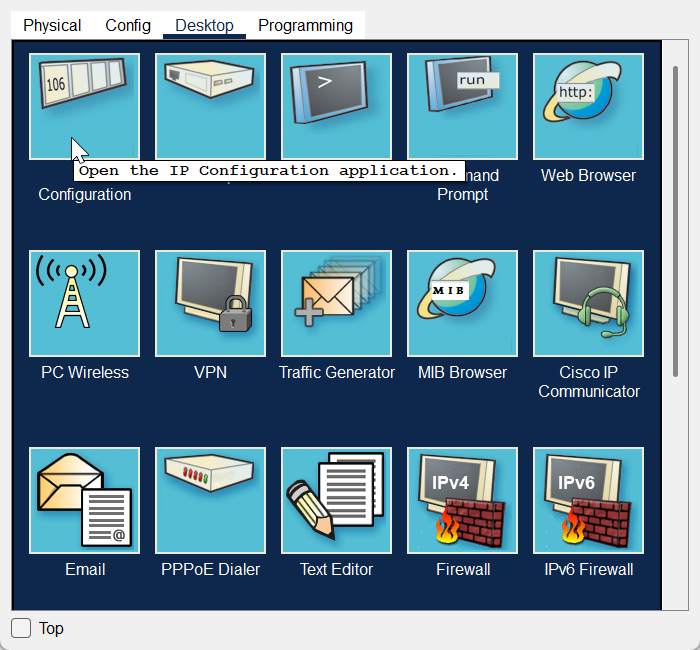 Physical Config Desktop Programming
106
>
run
http:
Open the IP Configuration application.
mand Web Browser
Configuration Prompt
MIB
PC Wireless VPN Traffic Generator MIB Browser Cisco IP
Communicator
@
IPv4
IPv6
Email PPPoE Dialer Text Editor Firewall IPv6 Firewall
Top